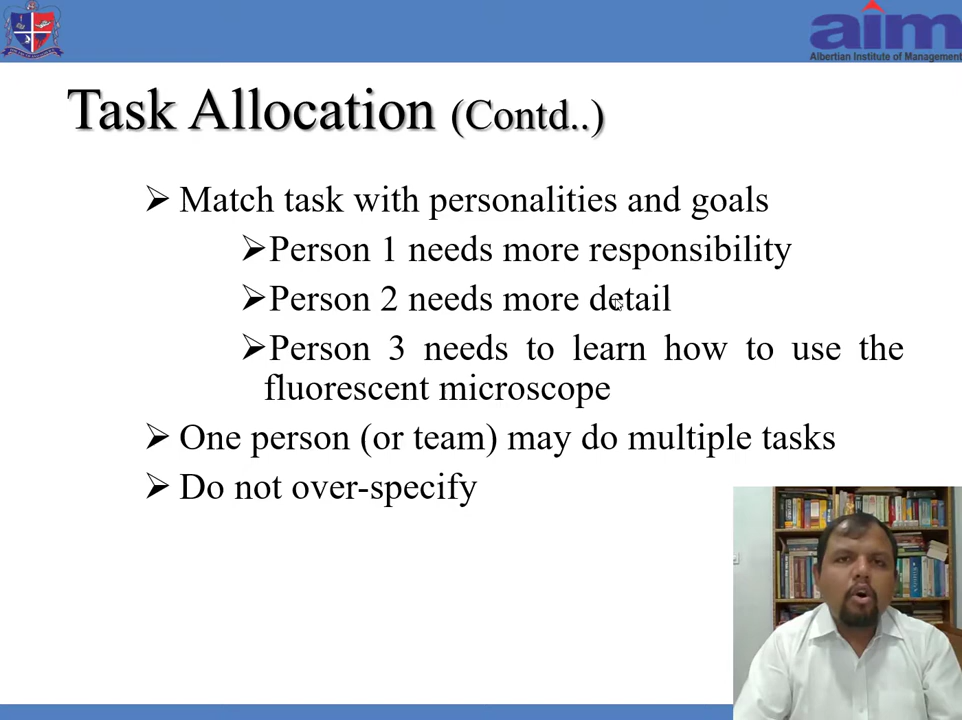 aim
Albertian Institute of Management
Task Allocation (Contd..)
➢ Match task with personalities and goals
➢Person 1 needs more responsibility
➢Person 2 needs more detail
➢Person 3 needs to learn how to use the
fluorescent microscope
➢ One person (or team) may do multiple tasks
➢ Do not over-specify